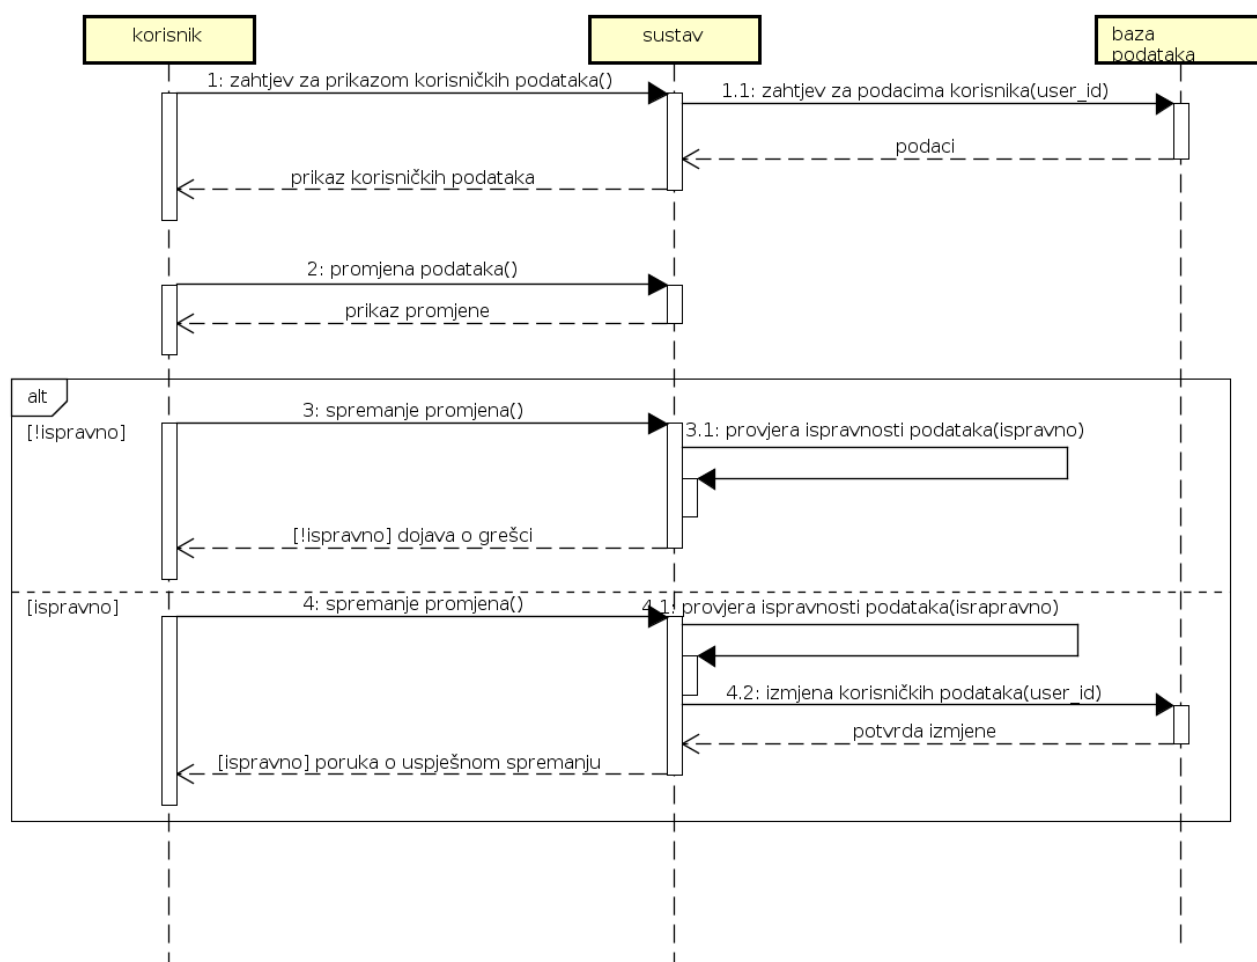 korisnik
sustav
baza
podataka
1: zahtjev za prikazom korisničkih podataka()
1.1: zahtjev za podacima korisnika(user_id)
podaci
prikaz korisničkih podataka
2: promjena podataka()
prikaz promjene
alt
3: spremanje promjena()
[!ispravno]
3.1: provjera ispravnosti podataka(ispravno)
[!ispravno] dojava o grešci
[ispravno]
4: spremanje promjena()
4.1: provjera ispravnosti podataka(israpravno)
4.2: izmjena korisničkih podataka(user_id)
potvrda izmjene
[ispravno] poruka o uspješnom spremanju